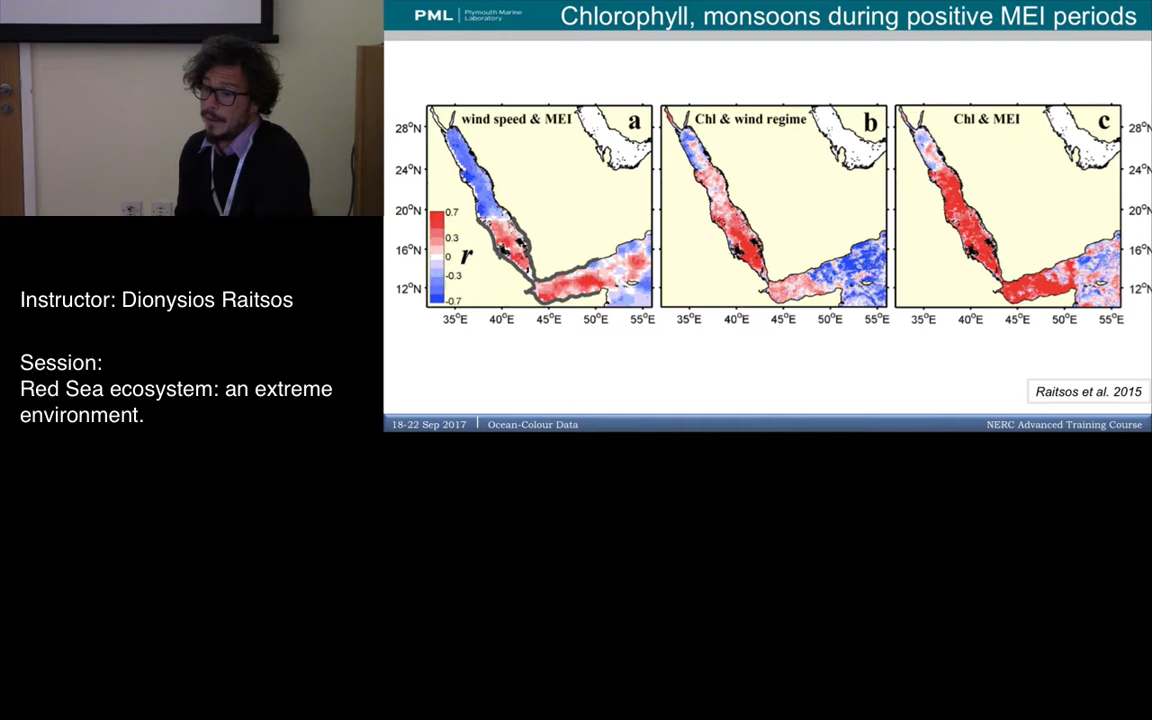 PML Plymouth Marine Laboratory
Chlorophyll, monsoons during positive MEI periods
wind speed & MEI a
Chl & wind regime b
Chl & MEI c
28°N
24°N
20°N
16°N
12°N
0.7
0.3
0
-0.3
-0.7
r
35°E 40°E 45°E 50°E 55°E
35°E 40°E 45°E 50°E 55°E
35°E 40°E 45°E 50°E 55°E
28°N
24°N
20°N
16°N
12°N
Raitsos et al. 2015
18-22 Sep 2017 Ocean-Colour Data NERC Advanced Training Course
Instructor: Dionysios Raitsos
Session:
Red Sea ecosystem: an extreme
environment.